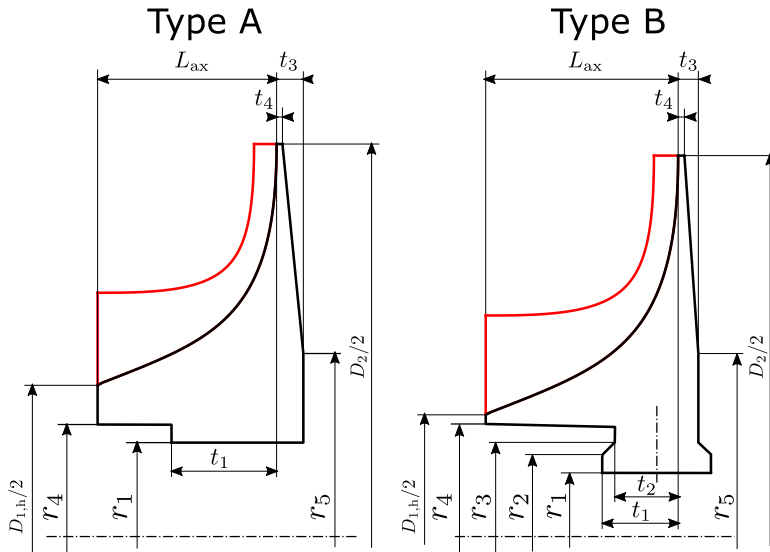 Type A
Type B
L_ax
t_3
t_4
D_2/2
t_1
D_1,h/2
r_4
r_1
r_5
L_ax
t_3
t_4
D_2/2
t_2
t_1
D_1,h/2
r_4
r_3
r_2
r_1
r_5